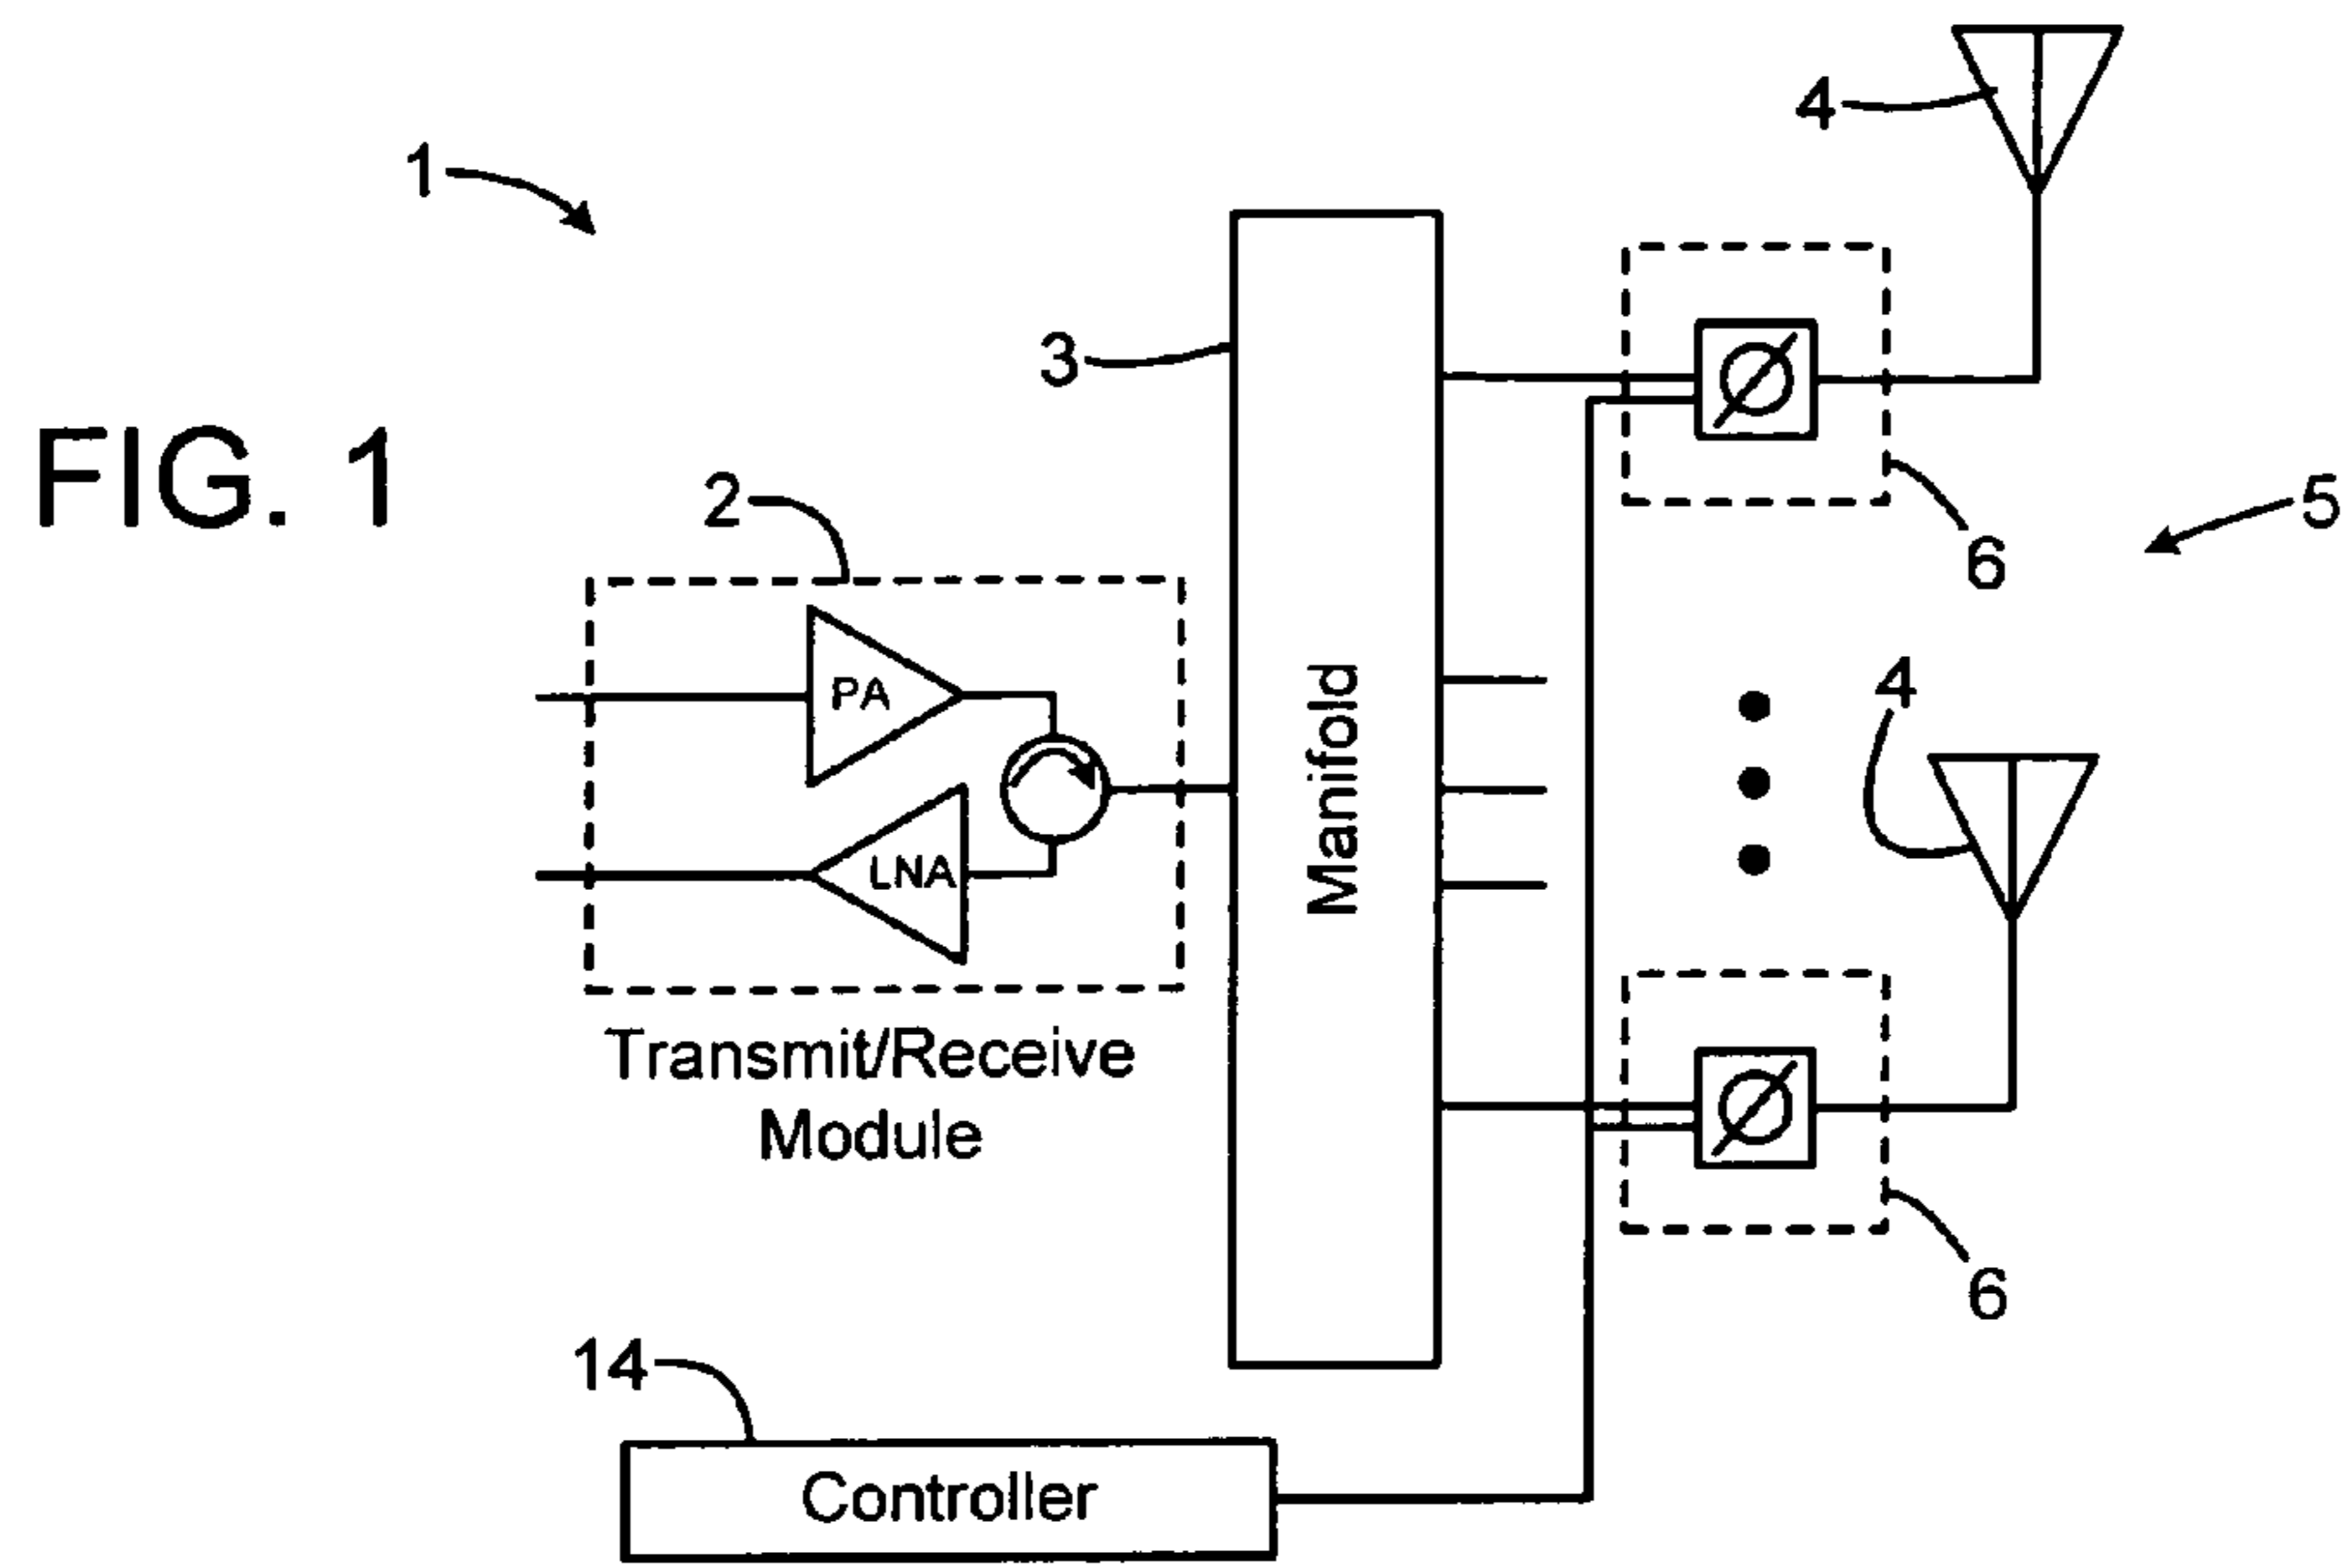 4
1
3
FIG. 1
2
5
6
PA
4
Manifold
LNA
Transmit/Receive
Module
6
14
Controller